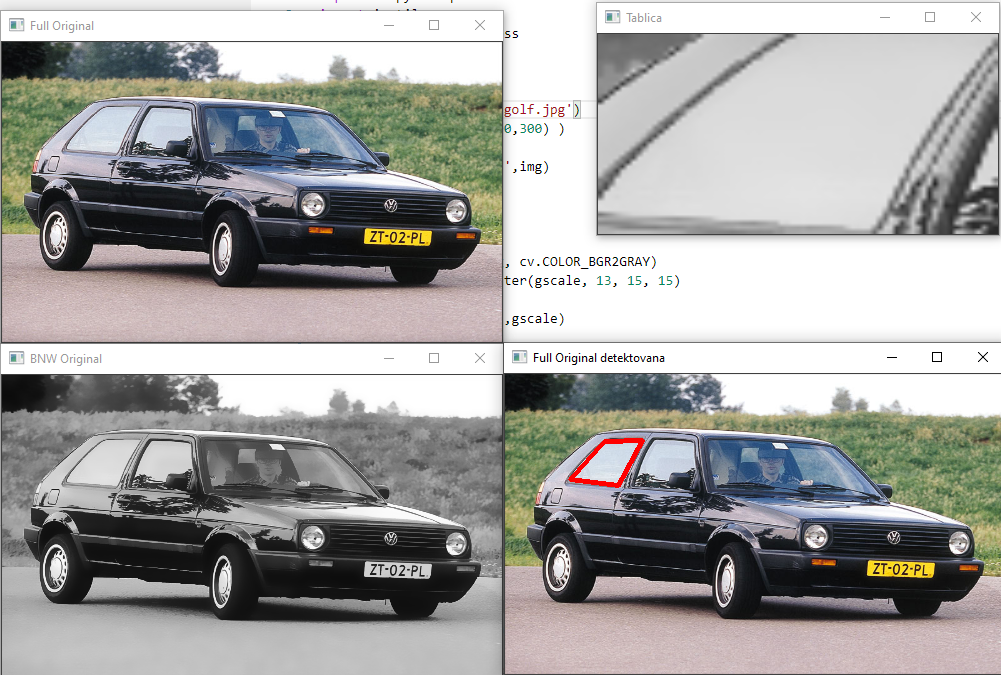 Full Original
Tablica
ss
golf.jpg')
0,300) )
',img)
ZT-02-PL
, cv.COLOR_BGR2GRAY)
ter(gscale, 13, 15, 15)
,gscale)
BNW Original
Full Original detektovana
ZT-02-PL
ZT-02-PL